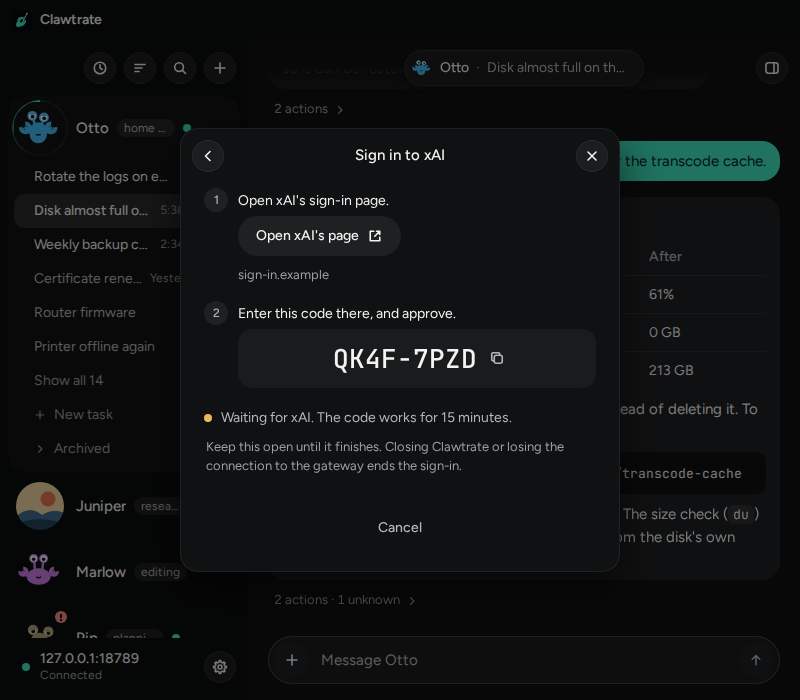 Clawtrate
Otto · Disk almost full on th...
2 actions
Otto home ...
the transcode cache.
Rotate the logs on e...
Disk almost full o... 5:36
Weekly backup c... 2:34
Certificate rene... Yeste
Router firmware
Printer offline again
Show all 14
+ New task
Archived
Juniper resea...
Marlow editing
Pip planni...
127.0.0.1:18789
Connected
Sign in to xAI
1 Open xAI's sign-in page.
Open xAI's page
sign-in.example
2 Enter this code there, and approve.
QK4F-7PZD
Waiting for xAI. The code works for 15 minutes.
Keep this open until it finishes. Closing Clawtrate or losing the
connection to the gateway ends the sign-in.
Cancel
After
61%
0 GB
213 GB
of deleting it. To
transcode-cache
The size check ( du )
the disk's own
2 actions · 1 unknown
Message Otto